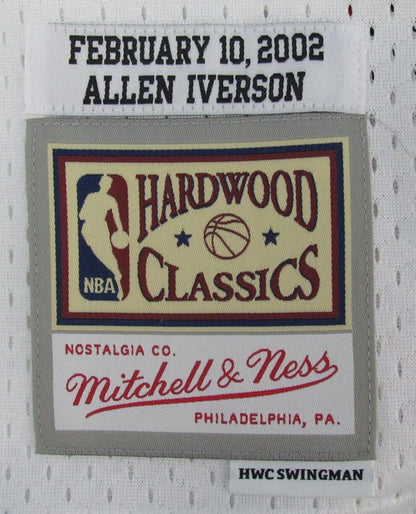 FEBRUARY 10, 2002
ALLEN IVERSON
HARDWOOD
NBA
CLASSICS
NOSTALGIA CO.
Mitchell & Ness
PHILADELPHIA, PA.
HWC SWINGMAN